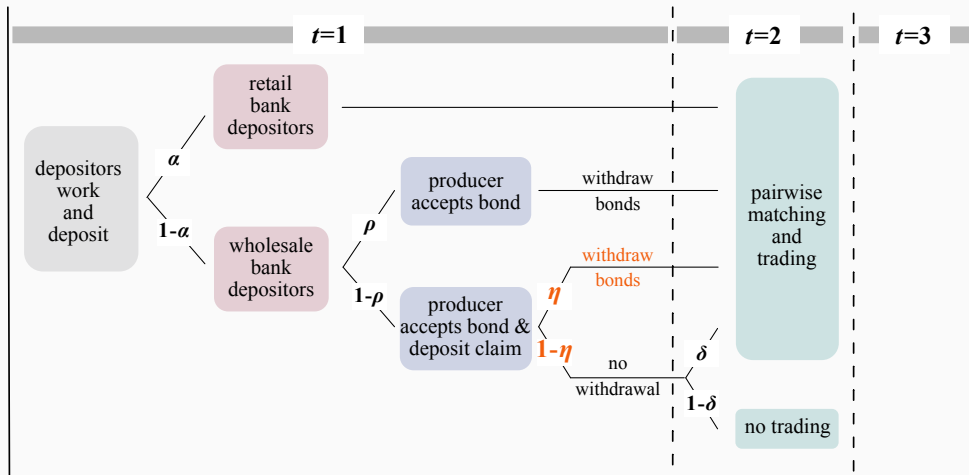 t=1
t=2
t=3
depositors
work
and
deposit
α
1-α
retail
bank
depositors
wholesale
bank
depositors
ρ
1-ρ
producer
accepts bond
producer
accepts bond &
deposit claim
withdraw
bonds
η
1-η
withdraw
bonds
no
withdrawal
δ
1-δ
pairwise
matching
and
trading
no trading